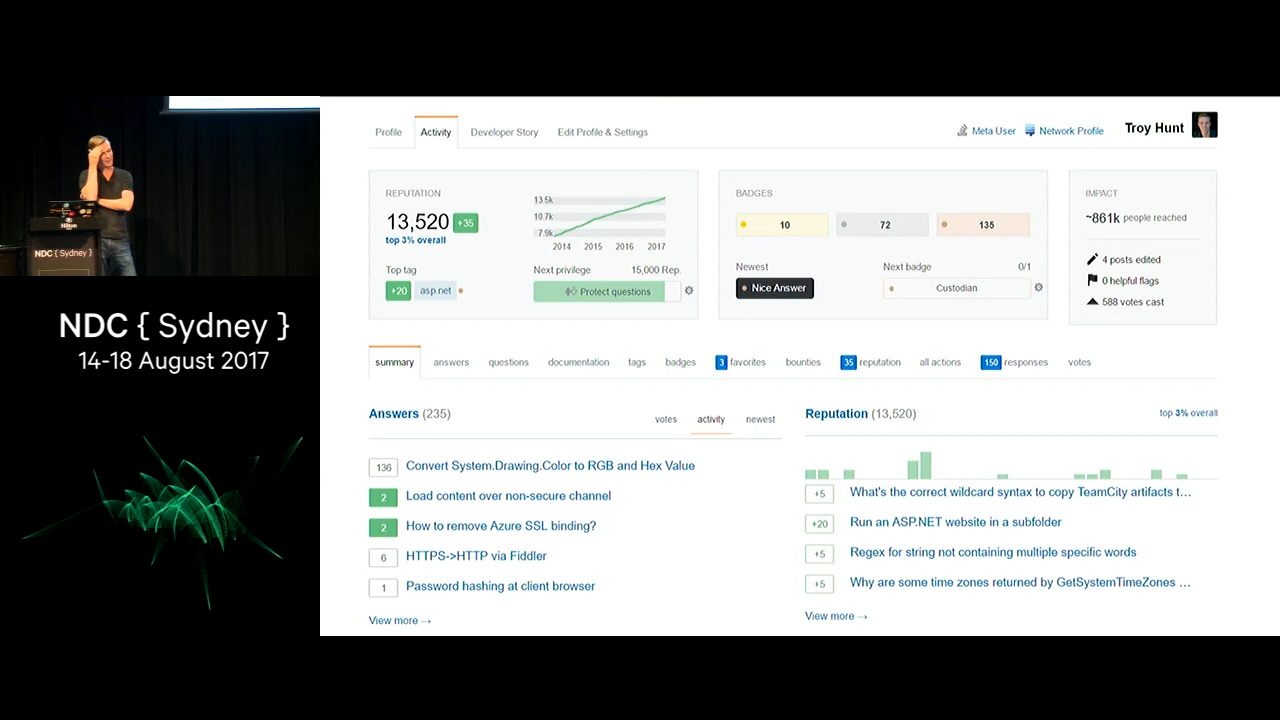 Hilton
NDC { Sydney }
NDC { Sydney }
14-18 August 2017
Profile Activity Developer Story Edit Profile & Settings Meta User Network Profile Troy Hunt
REPUTATION
13,520 +35
top 3% overall
13.5k
10.7k
7.9k
2014 2015 2016 2017
Top tag
+20 asp.net
Next privilege 15,000 Rep.
Protect questions
BADGES
10 72 135
Newest
Nice Answer
Next badge 0/1
Custodian
IMPACT
~861k people reached
4 posts edited
0 helpful flags
588 votes cast
summary answers questions documentation tags badges 3 favorites bounties 35 reputation all actions 150 responses votes
Answers (235)
votes activity newest
136 Convert System.Drawing.Color to RGB and Hex Value
2 Load content over non-secure channel
2 How to remove Azure SSL binding?
6 HTTPS->HTTP via Fiddler
1 Password hashing at client browser
View more →
Reputation (13,520) top 3% overall
+5 What's the correct wildcard syntax to copy TeamCity artifacts t...
+20 Run an ASP.NET website in a subfolder
+5 Regex for string not containing multiple specific words
+5 Why are some time zones returned by GetSystemTimeZones ...
View more →